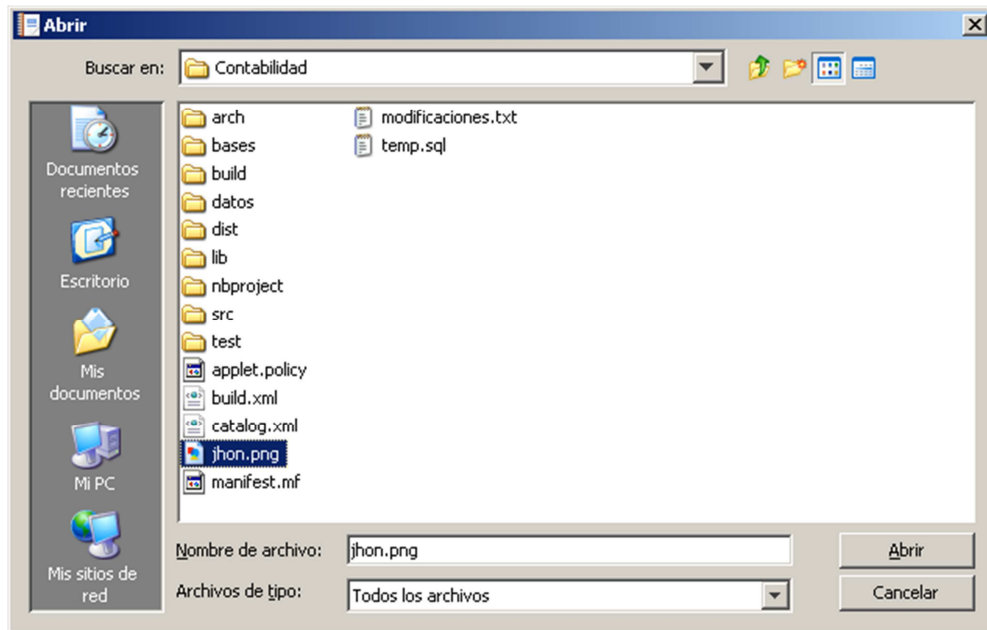 Abrir
Buscar en:
Contabilidad
Documentos
recientes
Escritorio
Mis
documentos
Mi PC
Mis sitios de
red
arch
bases
build
datos
dist
lib
nbproject
src
test
applet.policy
build.xml
catalog.xml
jhon.png
manifest.mf
modificaciones.txt
temp.sql
Nombre de archivo:
jhon.png
Abrir
Archivos de tipo:
Todos los archivos
Cancelar